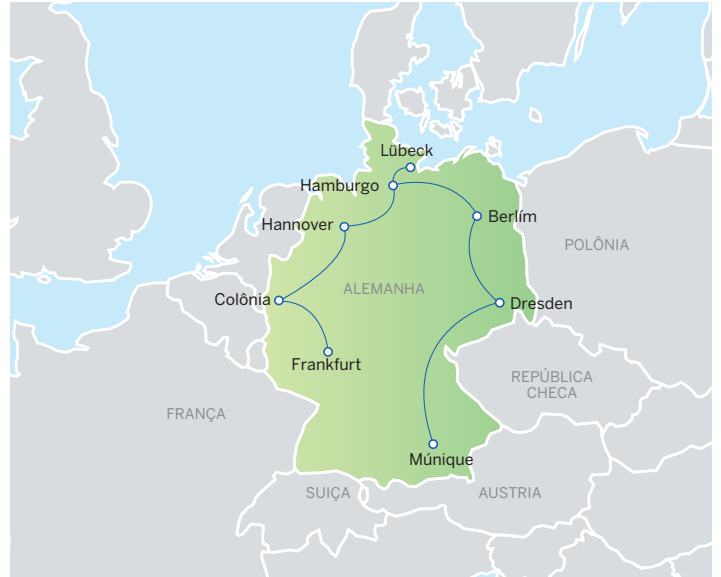 Lübeck
Hamburgo
Hannover
Berlím
POLÔNIA
Colônia
ALEMANHA
Dresden
Frankfurt
REPÚBLICA
CHECA
FRANÇA
Múnique
SUIÇA
AUSTRIA